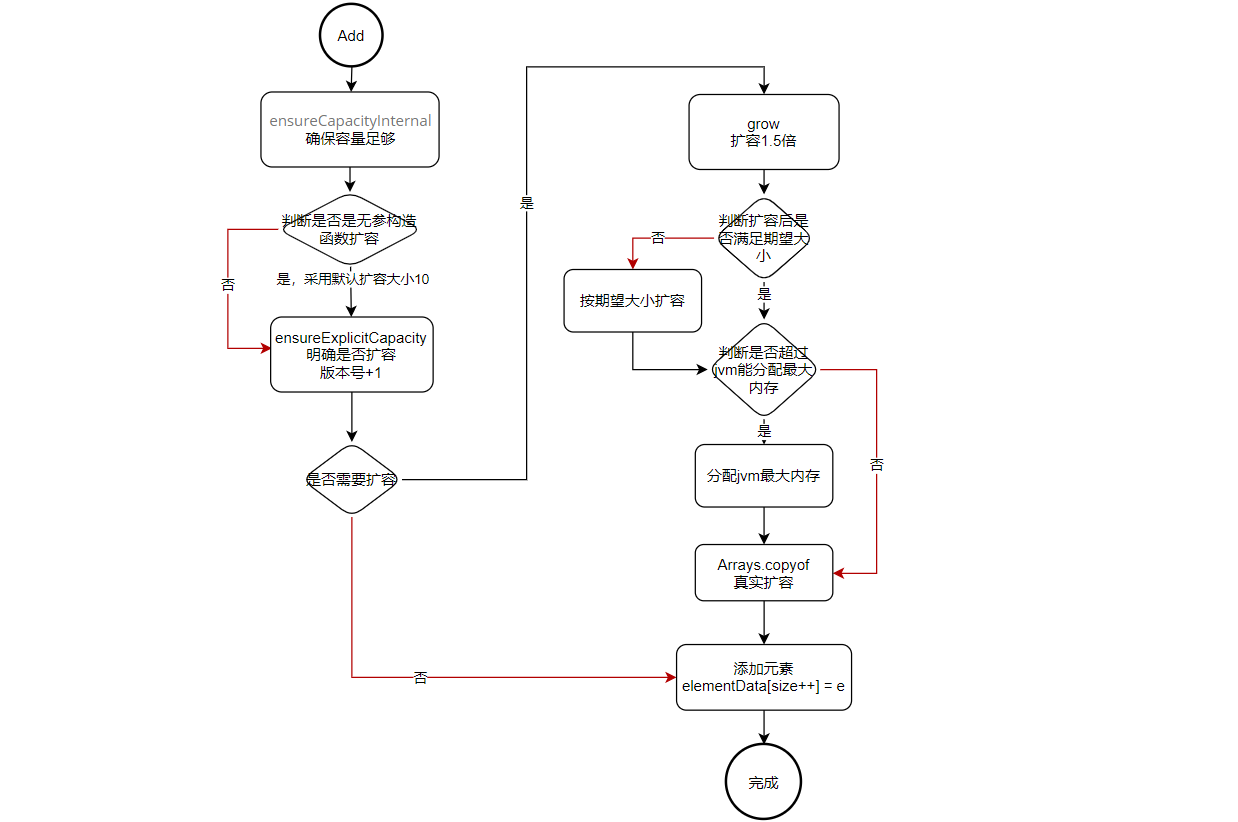 Add
ensureCapacityInternal
确保容量足够
判断是否是无参构造
函数扩容
否
是，采用默认扩容大小10
ensureExplicitCapacity
明确是否扩容
版本号+1
是否需要扩容
是
否
grow
扩容1.5倍
判断扩容后是
否满足期望大
小
否
按期望大小扩容
是
判断是否超过
jvm能分配最大
内存
是
否
分配jvm最大内存
Arrays.copyof
真实扩容
添加元素
elementData[size++] = e
完成